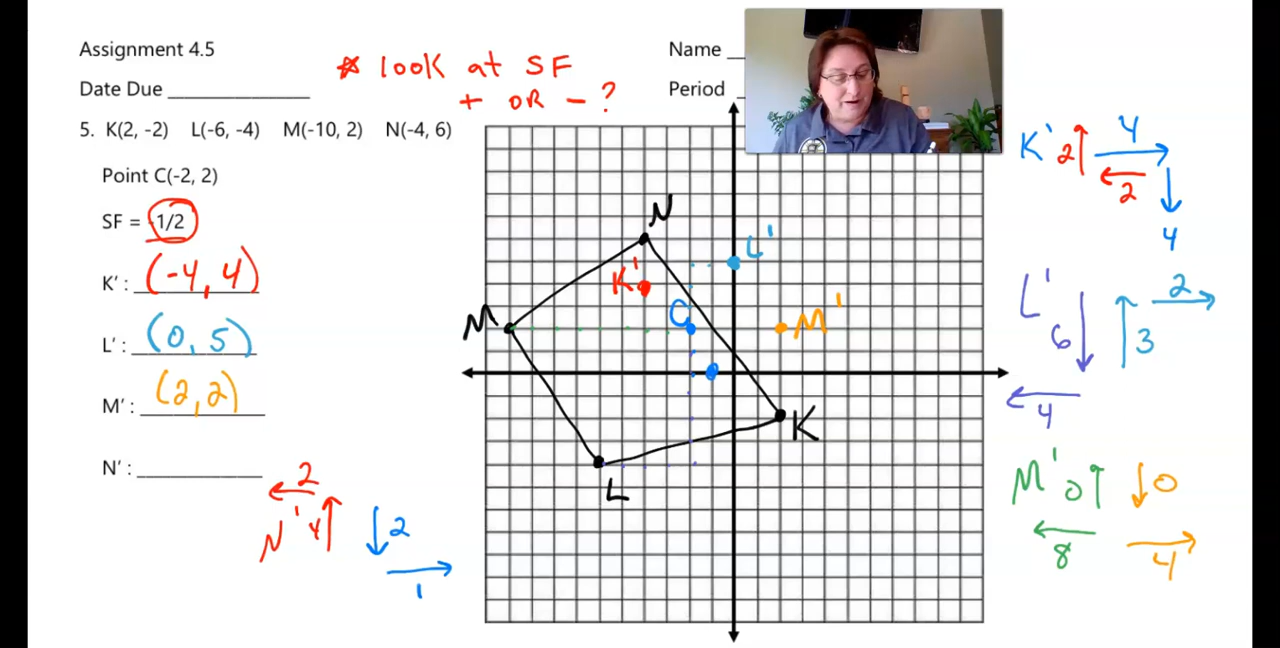 Assignment 4.5
Name
* look at SF
Date Due
Period
+ OR - ?
5. K(2, -2) L(-6, -4) M(-10, 2) N(-4, 6)
Point C(-2, 2)
SF = -1/2
K': (-4, 4)
L': (0, 5)
M': (2, 2)
N':
2
N' 4
2
1
N
K'
L'
C
M
M'
K
L
K' 2
4
2
4
L'
6
4
3
2
M' 0
8
0
4